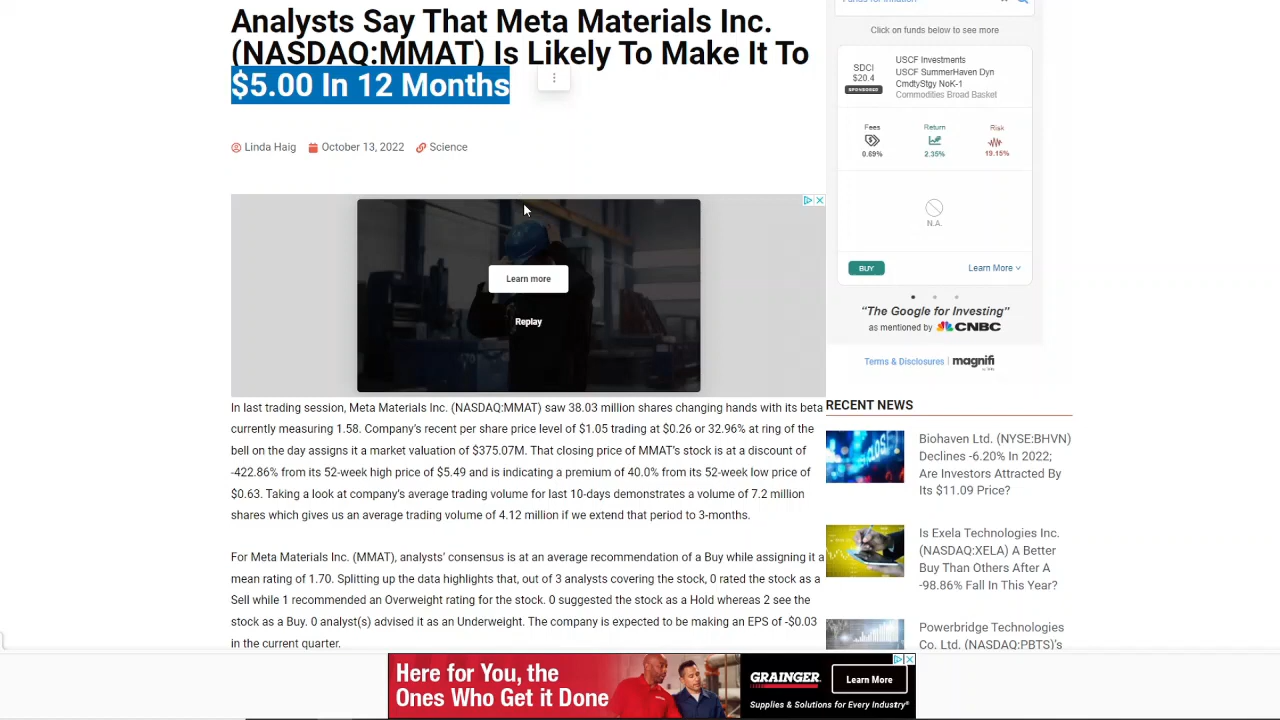 Analysts Say That Meta Materials Inc.
(NASDAQ:MMAT) Is Likely To Make It To
$5.00 In 12 Months
Linda Haig
October 13, 2022
Science
Learn more
Replay
In last trading session, Meta Materials Inc. (NASDAQ:MMAT) saw 38.03 million shares changing hands with its beta
currently measuring 1.58. Company's recent per share price level of $1.05 trading at $0.26 or 32.96% at ring of the
bell on the day assigns it a market valuation of $375.07M. That closing price of MMAT's stock is at a discount of
-422.86% from its 52-week high price of $5.49 and is indicating a premium of 40.0% from its 52-week low price of
$0.63. Taking a look at company's average trading volume for last 10-days demonstrates a volume of 7.2 million
shares which gives us an average trading volume of 4.12 million if we extend that period to 3-months.
For Meta Materials Inc. (MMAT), analysts' consensus is at an average recommendation of a Buy while assigning it a
mean rating of 1.70. Splitting up the data highlights that, out of 3 analysts covering the stock, 0 rated the stock as a
Sell while 1 recommended an Overweight rating for the stock. 0 suggested the stock as a Hold whereas 2 see the
stock as a Buy. 0 analyst(s) advised it as an Underweight. The company is expected to be making an EPS of -$0.03
in the current quarter.
Click on funds below to see more
SDCI
$20.4
SPONSORED
USCF Investments
USCF SummerHaven Dyn
CmdtyStgy NoK-1
Commodities Broad Basket
Fees
0.69%
Return
2.35%
Risk
19.15%
N.A.
BUY
Learn More
"The Google for Investing"
as mentioned by CNBC
Terms & Disclosures
magnifi
RECENT NEWS
Biohaven Ltd. (NYSE:BHVN)
Declines -6.20% In 2022;
Are Investors Attracted By
Its $11.09 Price?
Is Exela Technologies Inc.
(NASDAQ:XELA) A Better
Buy Than Others After A
-98.86% Fall In This Year?
Powerbridge Technologies
Co. Ltd. (NASDAQ:PBTS)'s
Here for You, the
Ones Who Get it Done
GRAINGER
Learn More
Supplies & Solutions for Every Industry®